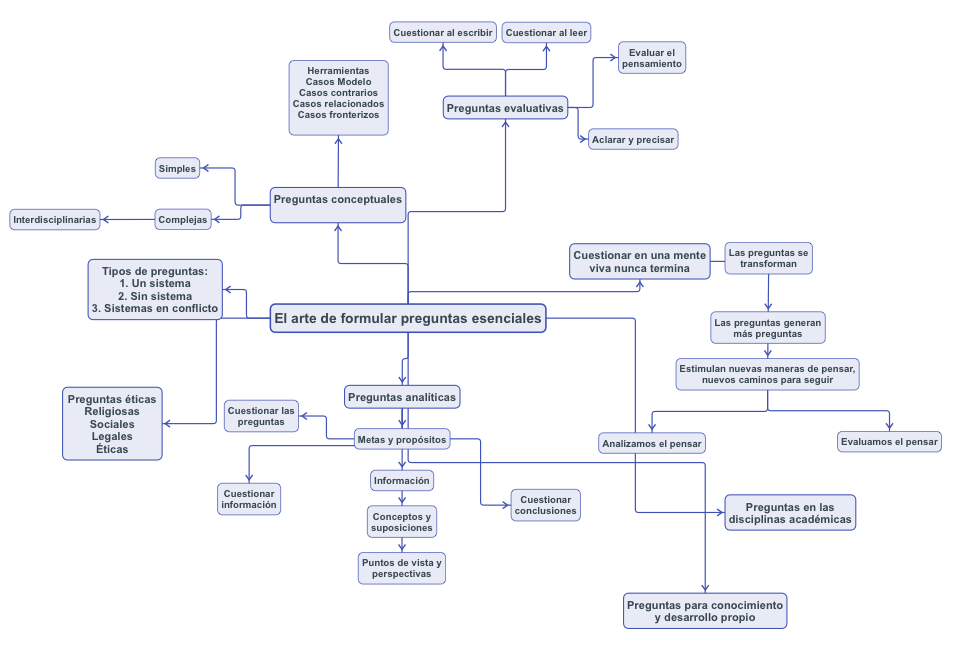 Cuestionar al escribir
Cuestionar al leer
Evaluar el
pensamiento
Herramientas
Casos Modelo
Casos contrarios
Casos relacionados
Casos fronterizos
Preguntas evaluativas
Aclarar y precisar
Simples
Preguntas conceptuales
Interdisciplinarias
Complejas
Cuestionar en una mente
viva nunca termina
Las preguntas se
transforman
Tipos de preguntas:
1. Un sistema
2. Sin sistema
3. Sistemas en conflicto
El arte de formular preguntas esenciales
Las preguntas generan
más preguntas
Estimulan nuevas maneras de pensar,
nuevos caminos para seguir
Preguntas éticas
Religiosas
Sociales
Legales
Éticas
Preguntas analíticas
Cuestionar las
preguntas
Metas y propósitos
Analizamos el pensar
Evaluamos el pensar
Información
Cuestionar
información
Cuestionar
conclusiones
Conceptos y
suposiciones
Preguntas en las
disciplinas académicas
Puntos de vista y
perspectivas
Preguntas para conocimiento
y desarrollo propio